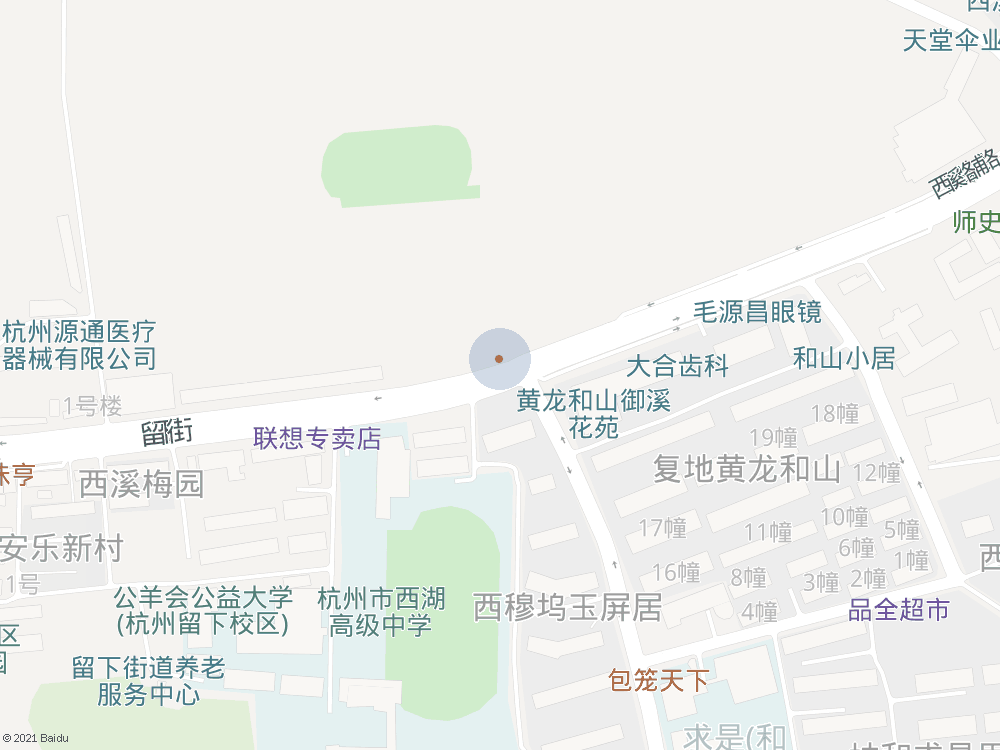 天堂伞业
西溪路辅路
师史
毛源昌眼镜
杭州源通医疗
器械有限公司
大合齿科
和山小居
黄龙和山御溪
花苑
1号楼
18幢
留街
联想专卖店
19幢
复地黄龙和山
12幢
西溪梅园
10幢
17幢
11幢
5幢
安乐新村
6幢
1幢
16幢
8幢
2幢
3幢
1号
公羊会公益大学
(杭州留下校区)
杭州市西湖
高级中学
西穆坞玉屏居
4幢
品全超市
区
园
留下街道养老
服务中心
包笼天下
求是(和
© 2021 Baidu